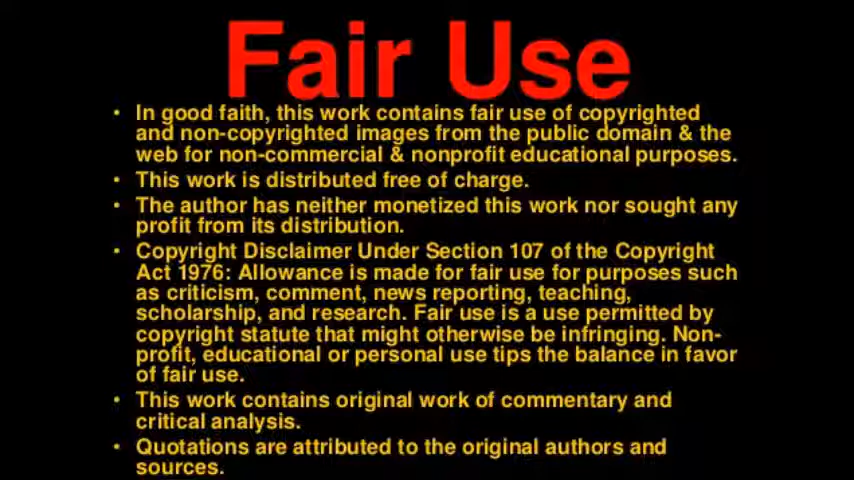 Fair Use
• In good faith, this work contains fair use of copyrighted
and non-copyrighted images from the public domain & the
web for non-commercial & nonprofit educational purposes.
• This work is distributed free of charge.
• The author has neither monetized this work nor sought any
profit from its distribution.
• Copyright Disclaimer Under Section 107 of the Copyright
Act 1976: Allowance is made for fair use for purposes such
as criticism, comment, news reporting, teaching,
scholarship, and research. Fair use is a use permitted by
copyright statute that might otherwise be infringing. Non-
profit, educational or personal use tips the balance in favor
of fair use.
• This work contains original work of commentary and
critical analysis.
• Quotations are attributed to the original authors and
sources.